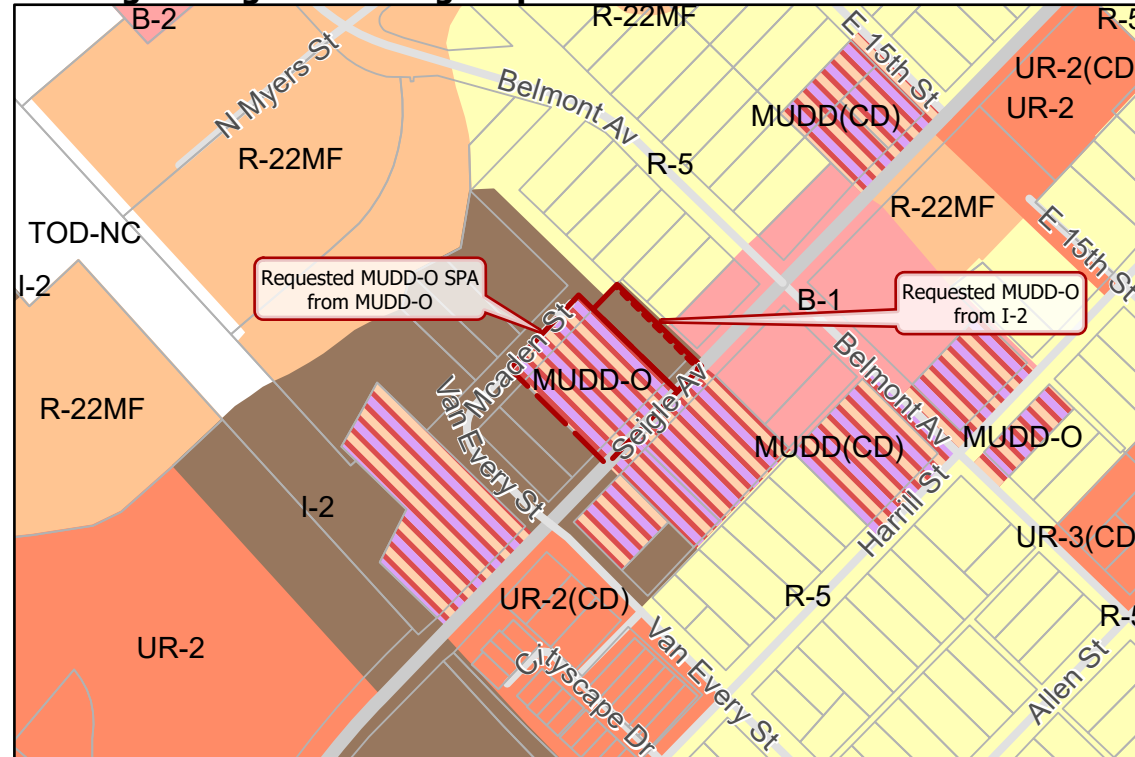 B-2
R-22MF
R-5
N Myers St
E 15th St
UR-2(CD)
UR-2
Belmont Av
MUDD(CD)
R-22MF
R-5
R-22MF
TOD-NC
E 15th St
I-2
Requested MUDD-O SPA
from MUDD-O
Requested MUDD-O
from I-2
B-1
Mcaden St
Belmont Av
MUDD-O
Seigle Av
R-22MF
Van Every St
MUDD(CD)
MUDD-O
Harrill St
I-2
UR-3(CD)
UR-2(CD)
R-5
R-5
UR-2
Van Every St
Cityscape Dr
Allen St